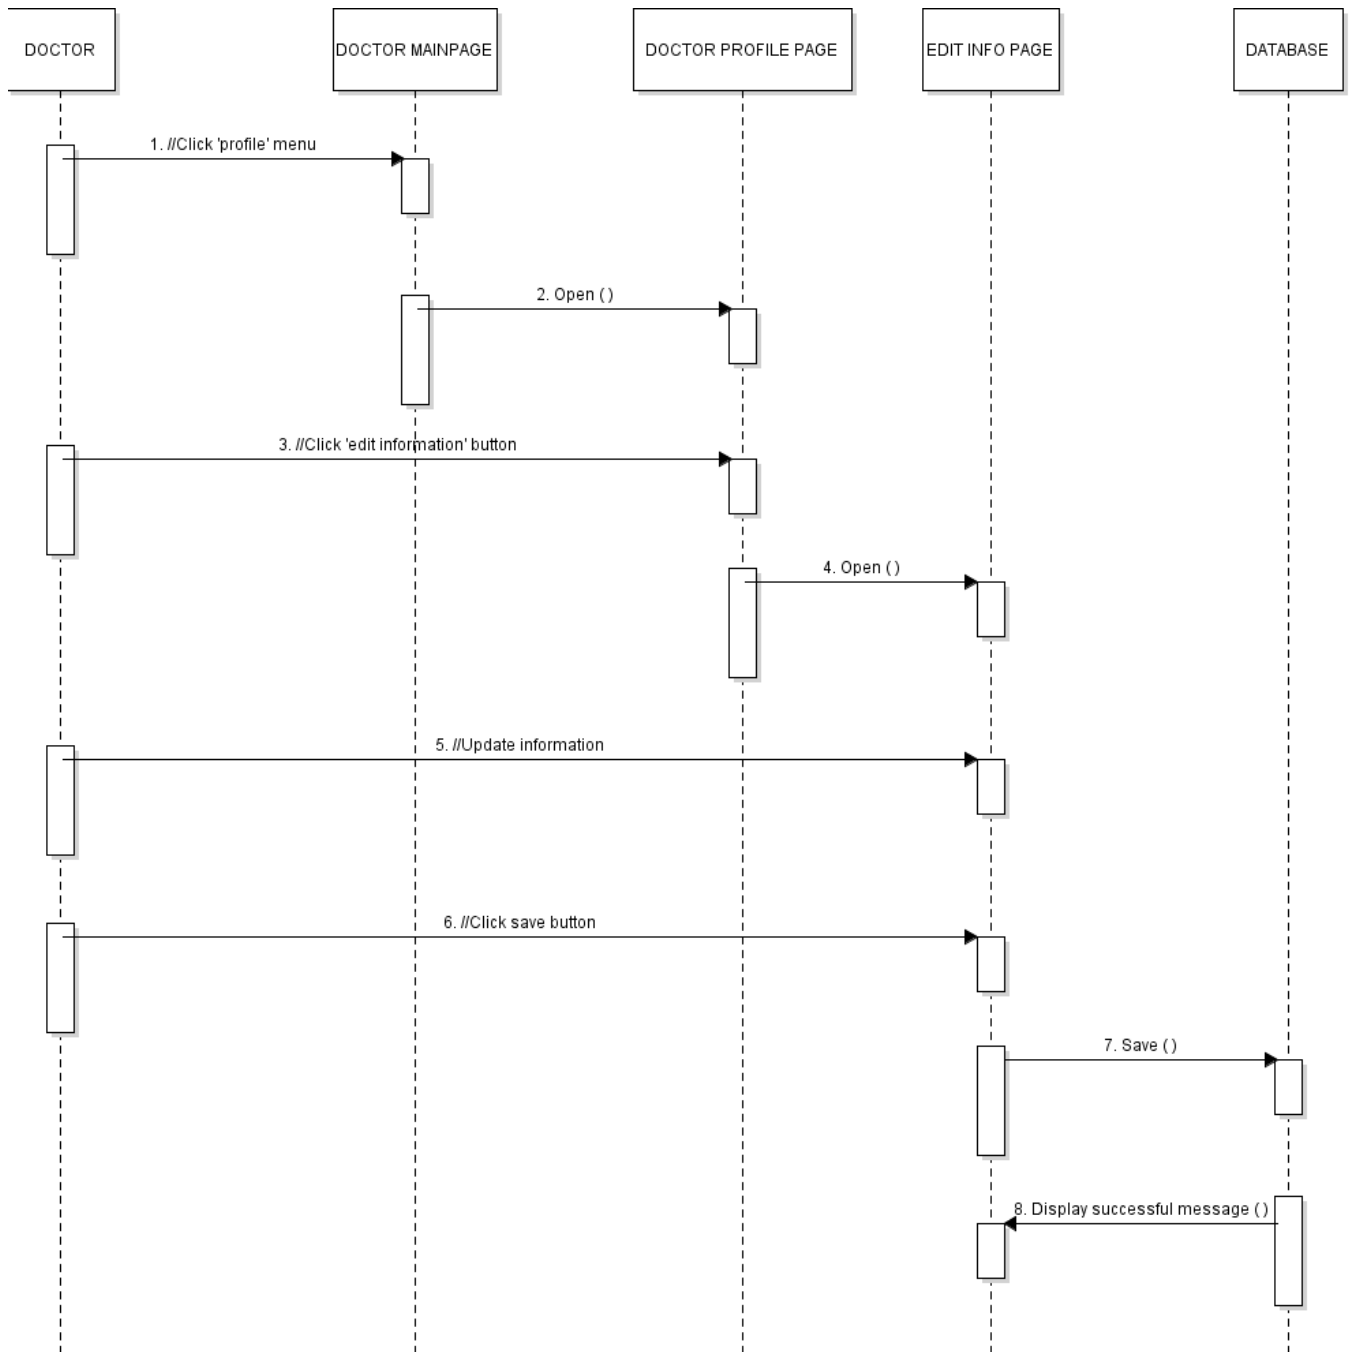 DOCTOR
DOCTOR MAINPAGE
DOCTOR PROFILE PAGE
EDIT INFO PAGE
DATABASE
1. //Click 'profile' menu
2. Open ( )
3. //Click 'edit information' button
4. Open ( )
5. //Update information
6. //Click save button
7. Save ( )
8. Display successful message ( )